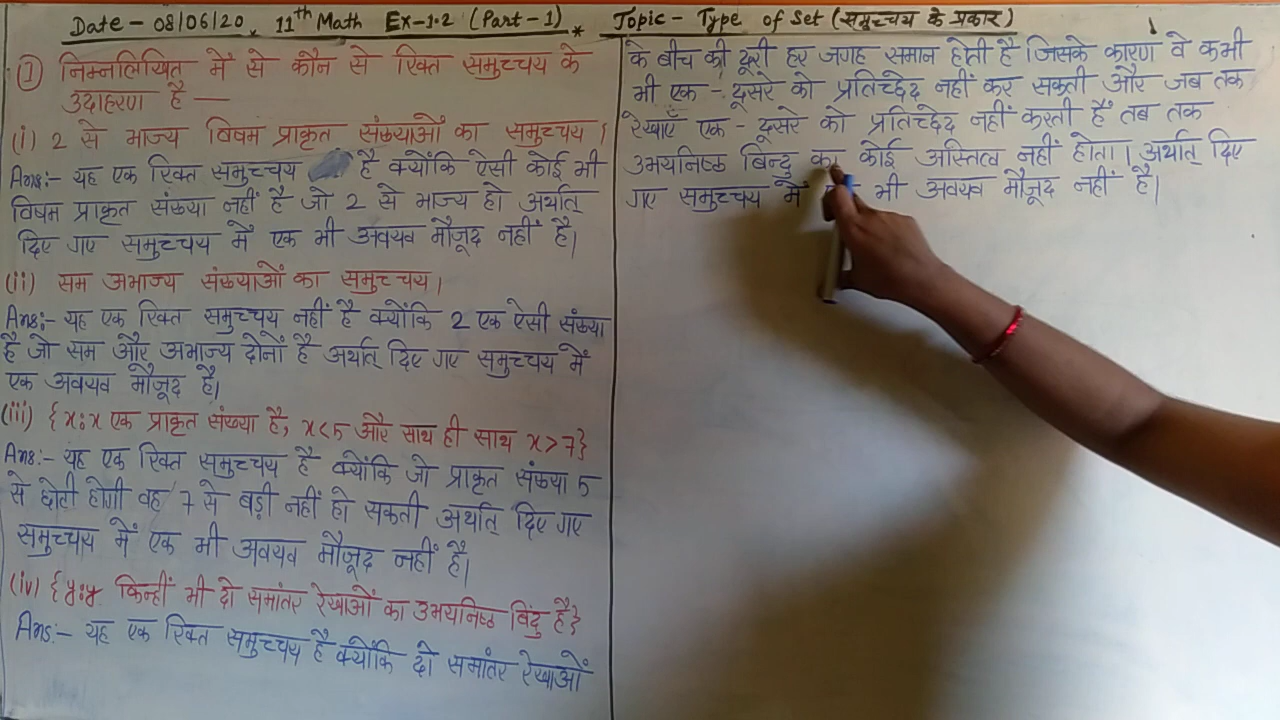 Date - 08/06/20. 11th Math Ex-1.2 (Part-1) * Topic - Type of Set (समुच्चय के प्रकार)
① निम्नलिखित में से कौन से रिक्त समुच्चय के
उदाहरण है —
(i) 2 से भाज्य विषम प्राकृत संख्याओं का समुच्चय।
Ans:- यह एक रिक्त समुच्चय है क्योंकि ऐसी कोई भी
विषम प्राकृत संख्या नहीं है जो 2 से भाज्य हो अर्थात्
दिए गए समुच्चय में एक भी अवयव मौजूद नहीं है।
(ii) सम अभाज्य संख्याओं का समुच्चय।
Ans:- यह एक रिक्त समुच्चय नहीं है क्योंकि 2 एक ऐसी संख्या
है जो सम और अभाज्य दोनों है अर्थात् दिए गए समुच्चय में
एक अवयव मौजूद है।
(iii) {x:x एक प्राकृत संख्या है, x<5 और साथ ही साथ x>7}
Ans:- यह एक रिक्त समुच्चय है क्योंकि जो प्राकृत संख्या 5
से छोटी होगी वह 7 से बड़ी नहीं हो सकती अर्थात् दिए गए
समुच्चय में एक भी अवयव मौजूद नहीं है।
(iv) {y:y किन्हीं भी दो समांतर रेखाओं का उभयनिष्ठ बिंदु है}
Ans:- यह एक रिक्त समुच्चय है क्योंकि दो समांतर रेखाओं
के बीच की दूरी हर जगह समान होती है जिसके कारण वे कभी
भी एक - दूसरे को प्रतिच्छेद नहीं कर सकती और जब तक
रेखाएँ एक - दूसरे को प्रतिच्छेद नहीं करती हैं तब तक
उभयनिष्ठ बिन्दु का कोई अस्तित्व नहीं होता। अर्थात् दिए
गए समुच्चय में भी अवयव मौजूद नहीं है।